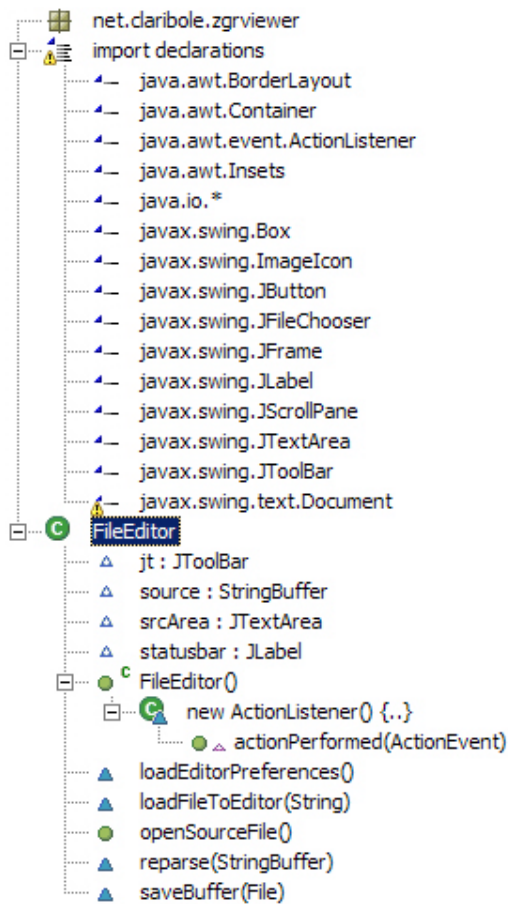 net.claribole.zgrviewer
import declarations
java.awt.BorderLayout
java.awt.Container
java.awt.event.ActionListener
java.awt.Insets
java.io.*
javax.swing.Box
javax.swing.ImageIcon
javax.swing.JButton
javax.swing.JFileChooser
javax.swing.JFrame
javax.swing.JLabel
javax.swing.JScrollPane
javax.swing.JTextArea
javax.swing.JToolBar
javax.swing.text.Document
C FileEditor
jt : JToolBar
source : StringBuffer
srcArea : JTextArea
statusbar : JLabel
C FileEditor()
C new ActionListener() {..}
actionPerformed(ActionEvent)
loadEditorPreferences()
loadFileToEditor(String)
openSourceFile()
reparse(StringBuffer)
saveBuffer(File)